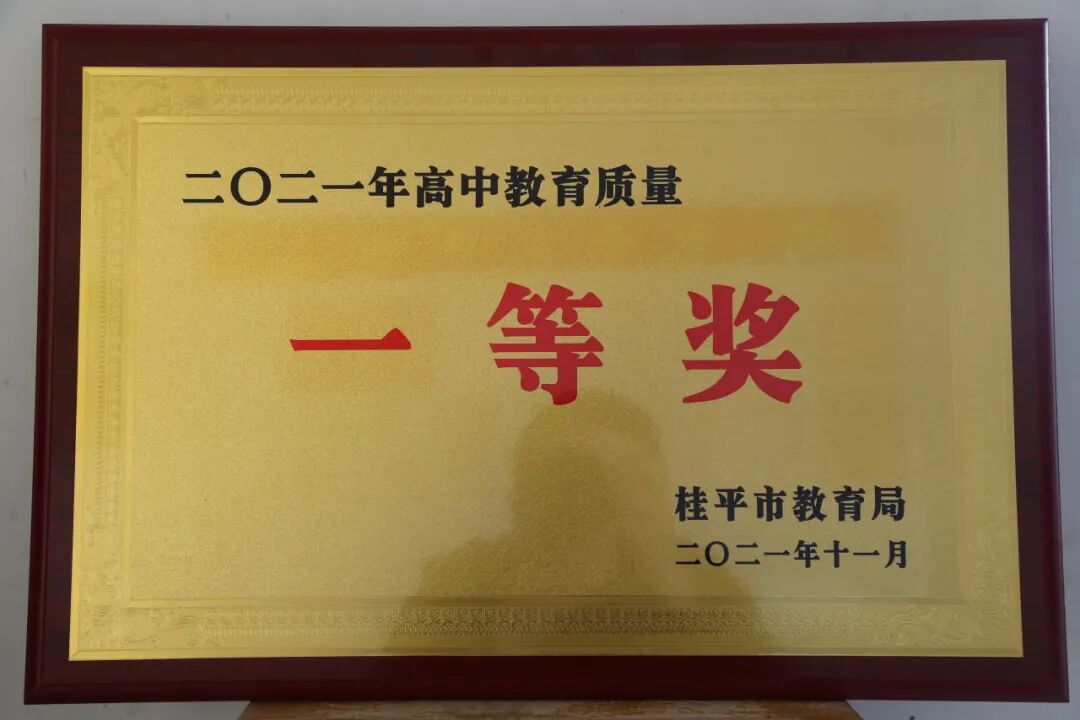 二〇二一年高中教育质量
一等奖
桂平市教育局
二〇二一年十一月